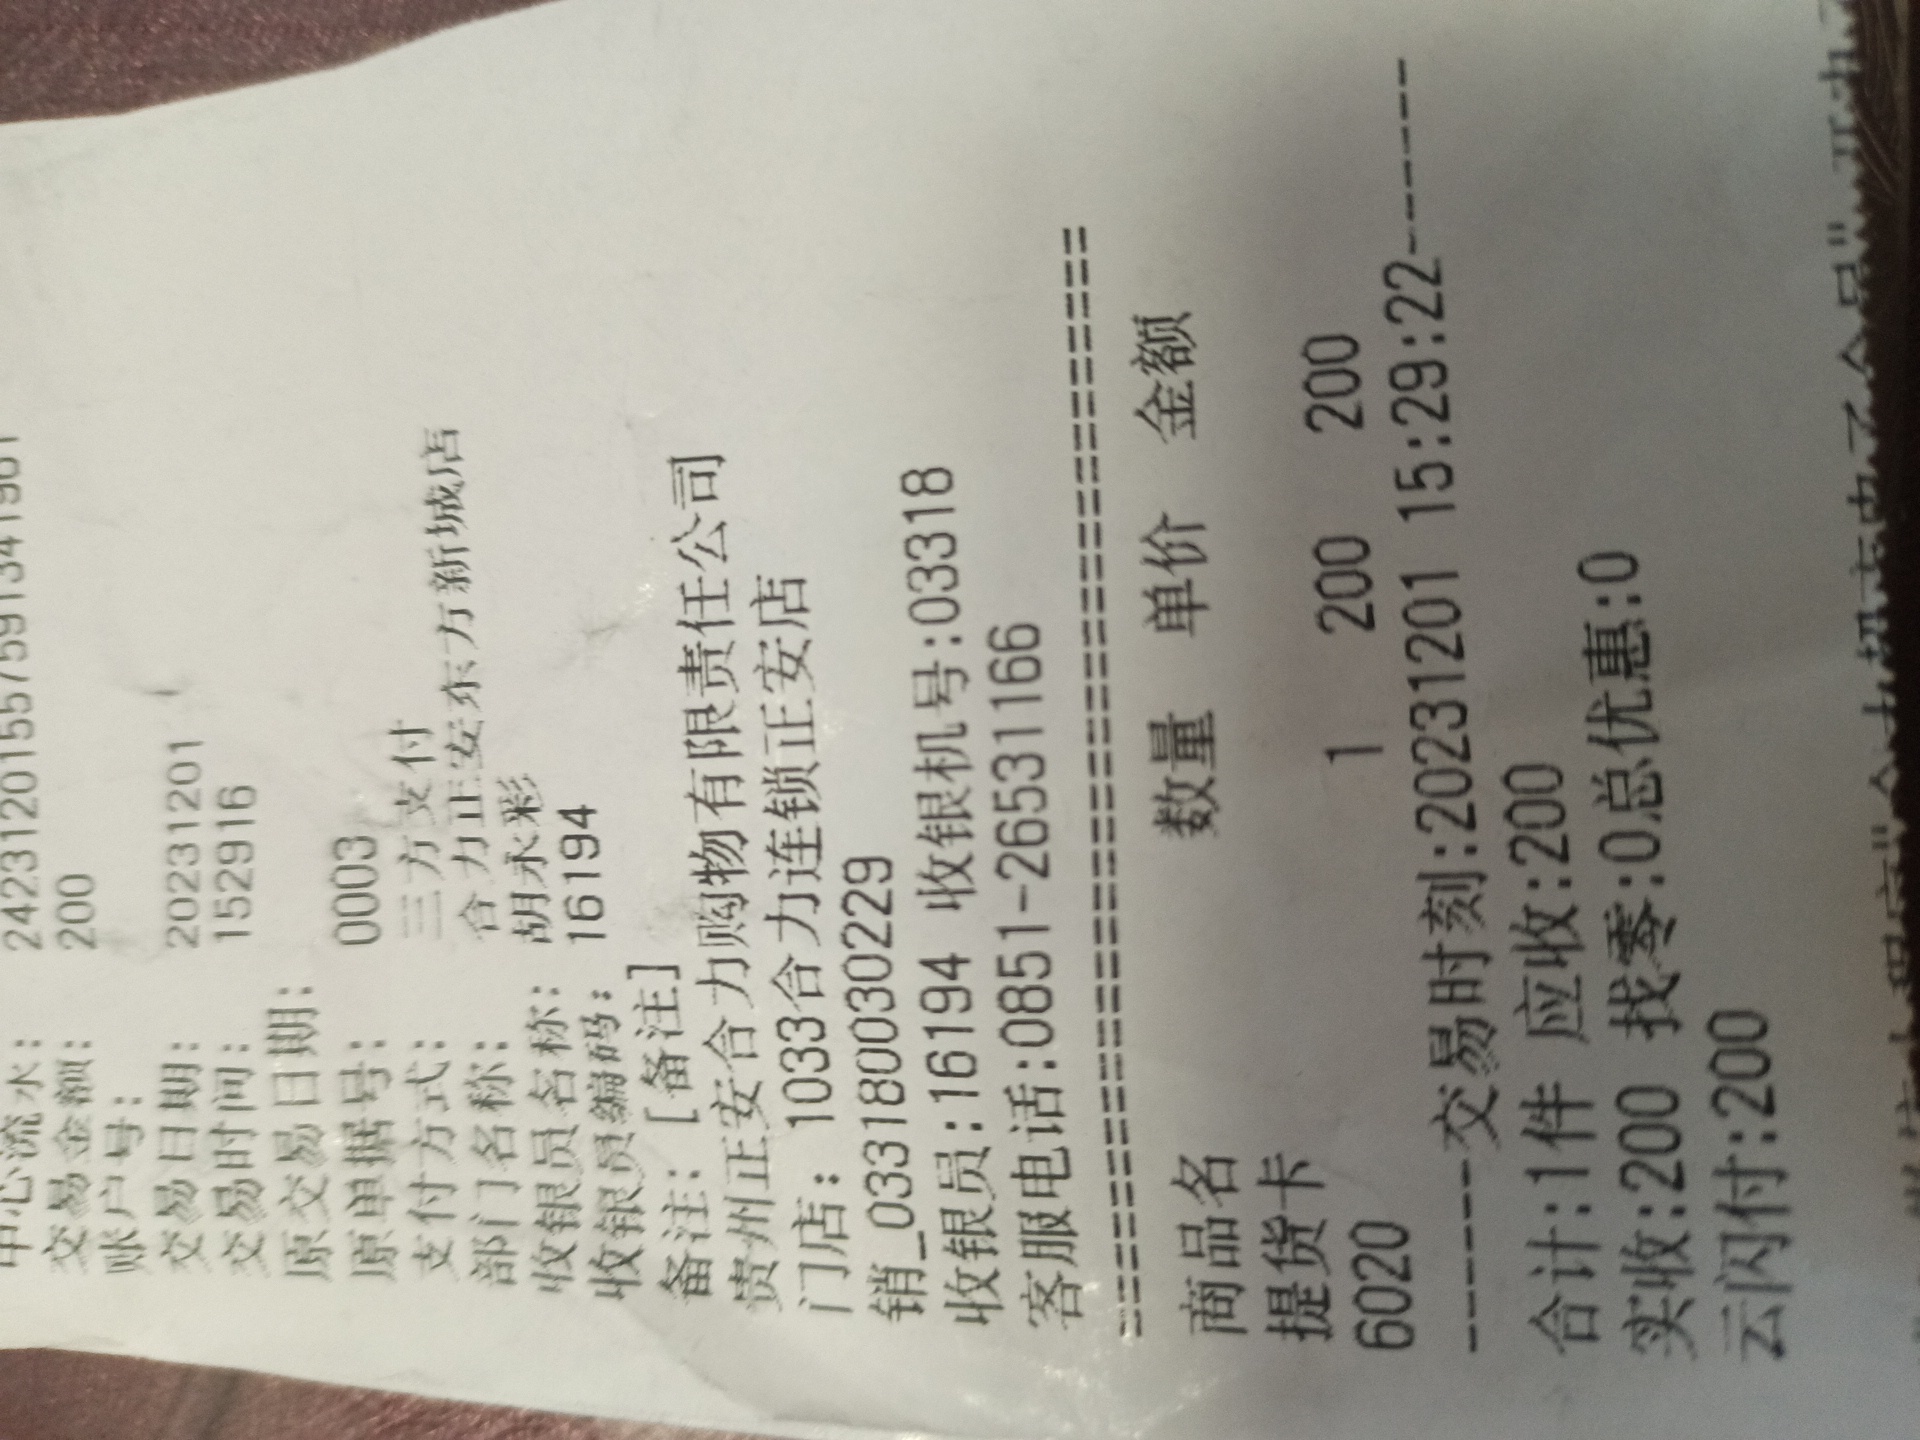 中心流水： 24231201557591341961
交易金额： 200
账户号：
交易日期： 20231201
交易时间： 152916
原交易日期：
原单据号： 0003
支付方式： 三方支付
部门名称： 合力正安东方新城店
收银员名称： 胡永彩
收银员编码： 16194
备注： [备注]
贵州正安合力购物有限责任公司
门店： 1033合力连锁正安店
销_033180030229
收银员：16194 收银机号:03318
客服电话:0851-26531166
商品名 数量 单价 金额
提货卡
6020 1 200 200
-------交易时刻:20231201 15:29:22-------
合计:1件 应收:200
实收:200 找零:0总优惠:0
云闪付:200